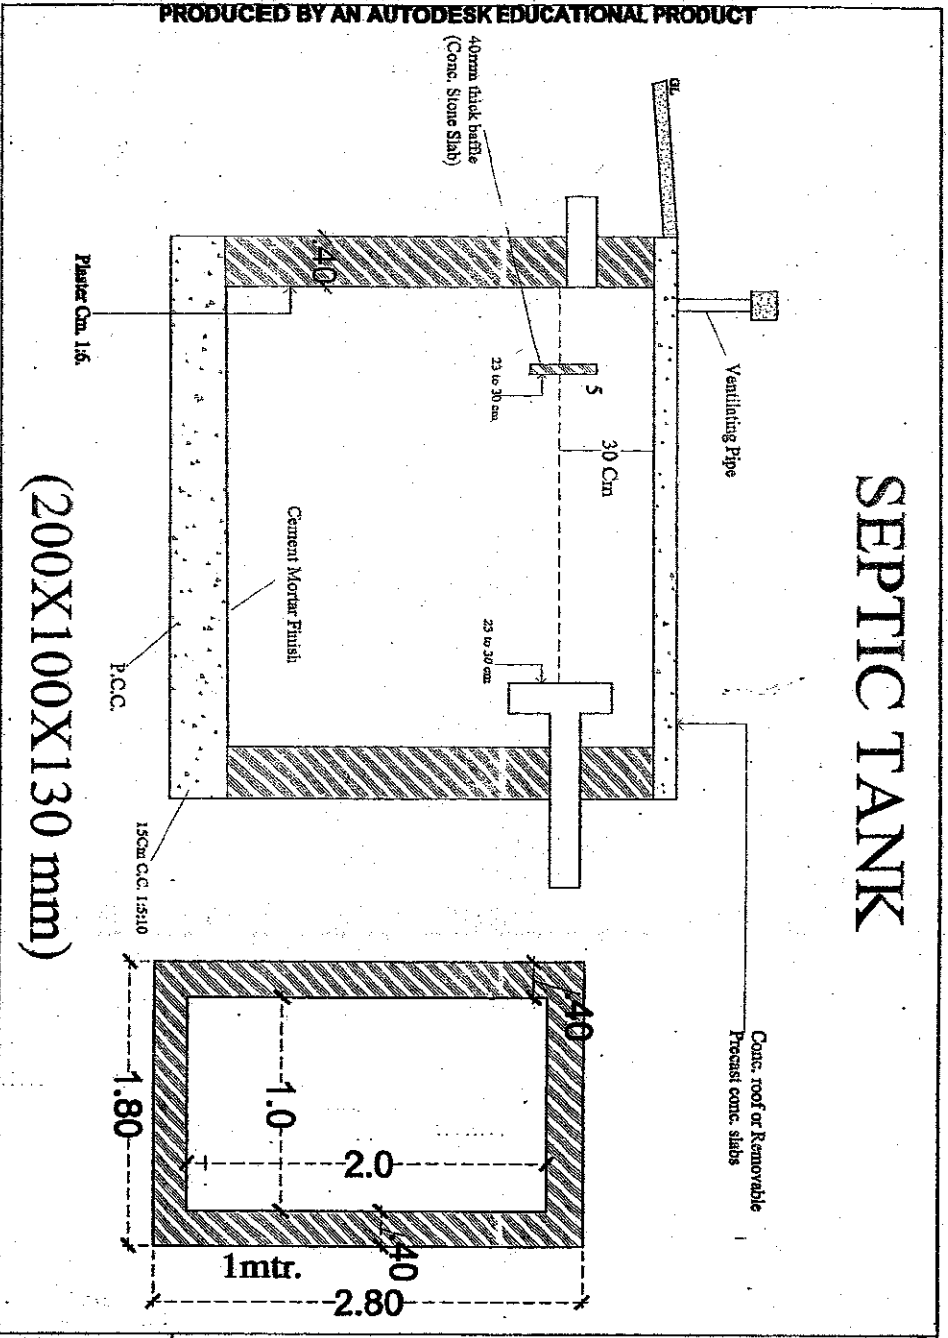 PRODUCED BY AN AUTODESK EDUCATIONAL PRODUCT
SEPTIC TANK
GL
Ventilating Pipe
Conc. roof or Removable
Precast conc. slabs
40mm thick baffle
(Conc. Stone Slab)
30 Cm
5
23 to 30 cm
23 to 30 cm
.40
Plaster Cm. 1:6.
Cement Mortar Finish
P.C.C.
15Cm C.C. 1:5:10
.40
1.0
2.0
.40
1.80
1mtr.
2.80
(200X100X130 mm)